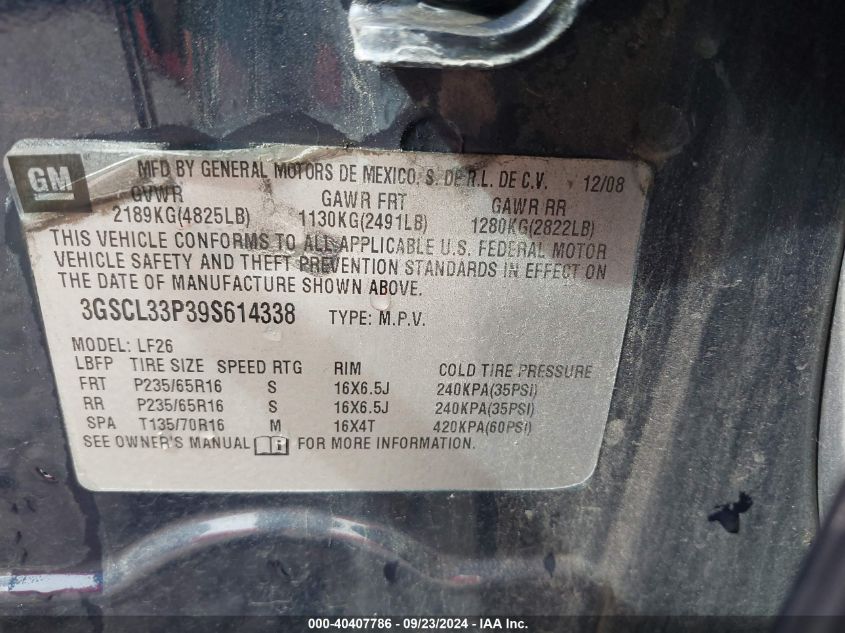 GM
MFD BY GENERAL MOTORS DE MEXICO, S. DE R.L. DE C.V. 12/08
GVWR GAWR FRT GAWR RR
2189KG(4825LB) 1130KG(2491LB) 1280KG(2822LB)
THIS VEHICLE CONFORMS TO ALL APPLICABLE U.S. FEDERAL MOTOR
VEHICLE SAFETY AND THEFT PREVENTION STANDARDS IN EFFECT ON
THE DATE OF MANUFACTURE SHOWN ABOVE.
3GSCL33P39S614338 TYPE: M.P.V.
MODEL: LF26
LBFP TIRE SIZE SPEED RTG RIM COLD TIRE PRESSURE
FRT P235/65R16 S 16X6.5J 240KPA(35PSI)
RR P235/65R16 S 16X6.5J 240KPA(35PSI)
SPA T135/70R16 M 16X4T 420KPA(60PSI)
SEE OWNER'S MANUAL i FOR MORE INFORMATION.
000-40407786 - 09/23/2024 - IAA Inc.